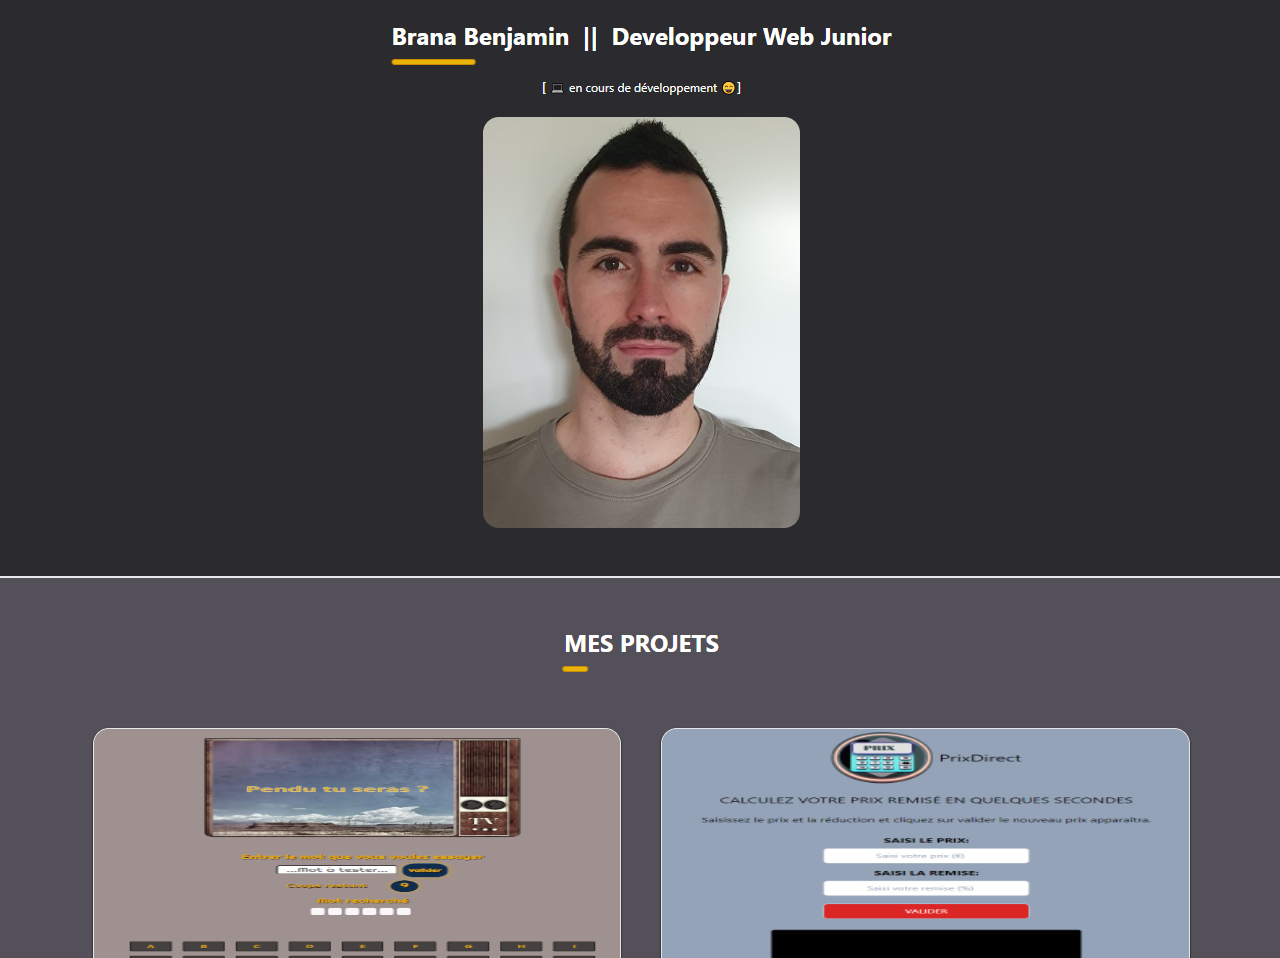 Brana Benjamin || Developpeur Web Junior
[ 💻 en cours de développement 😅 ]
MES PROJETS
Pendu tu seras ?
TV
Entrer le mot que vous voulez essayer
...Mot à tester...
Valider
Coups restant
9
Mot recherché
A B C D E F G H I
PRIX
PrixDirect
CALCULEZ VOTRE PRIX REMISÉ EN QUELQUES SECONDES
Saisissez le prix et la réduction et cliquez sur valider le nouveau prix apparaîtra.
SAISI LE PRIX:
Saisi votre prix (€)
SAISI LA REMISE:
Saisi votre remise (%)
VALIDER